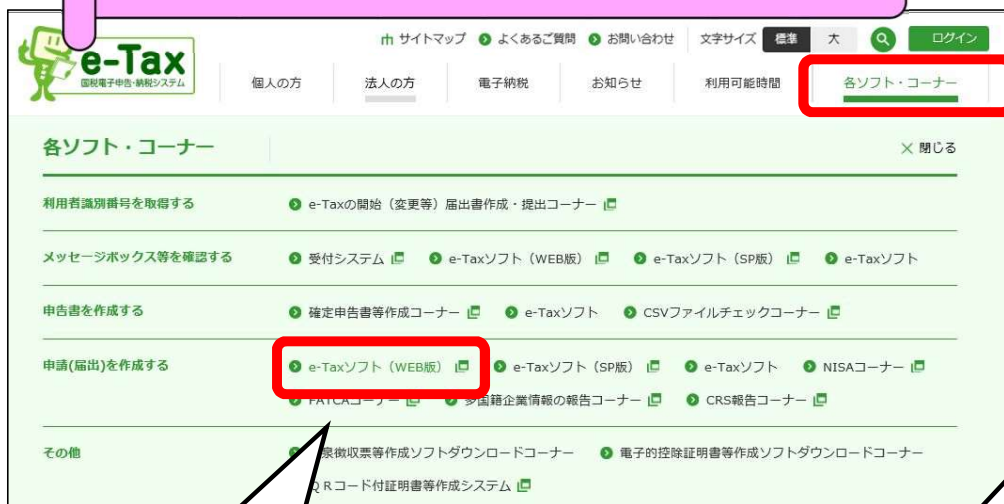 サイトマップ よくあるご質問 お問い合わせ 文字サイズ 標準 大 ログイン
e-Tax
国税電子申告・納税システム
個人の方 法人の方 電子納税 お知らせ 利用可能時間 各ソフト・コーナー
各ソフト・コーナー × 閉じる
利用者識別番号を取得する e-Taxの開始（変更等）届出書作成・提出コーナー
メッセージボックス等を確認する 受付システム e-Taxソフト（WEB版） e-Taxソフト（SP版） e-Taxソフト
申告書を作成する 確定申告書等作成コーナー e-Taxソフト CSVファイルチェックコーナー
申請(届出)を作成する e-Taxソフト（WEB版） e-Taxソフト（SP版） e-Taxソフト NISAコーナー
FATCAコーナー 多国籍企業情報の報告コーナー CRS報告コーナー
その他 泉徴収票等作成ソフトダウンロードコーナー 電子的控除証明書等作成ソフトダウンロードコーナー
QRコード付証明書等作成システム